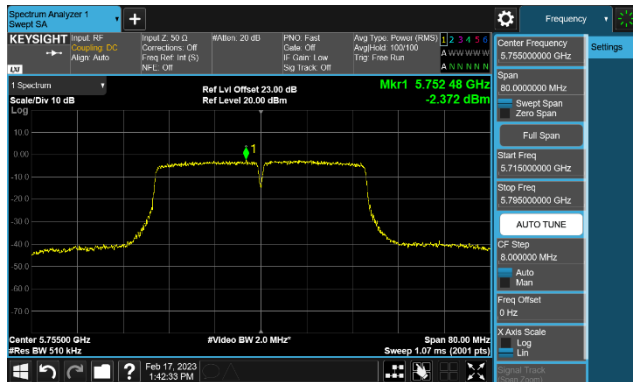 Spectrum Analyzer 1
Swept SA
Frequency
KEYSIGHT
Input: RF
Coupling: DC
Align: Auto
Input Z: 50 Ω
Corrections: Off
Freq Ref: Int (S)
NFE: Off
#Atten: 20 dB
PNO: Fast
Gate: Off
IF Gain: Low
Sig Track: Off
Avg Type: Power (RMS)
Avg|Hold: 100/100
Trig: Free Run
1 2 3 4 5 6
A W W W W W
A N N N N N
LXI
1 Spectrum
Scale/Div 10 dB
Ref Lvl Offset 23.00 dB
Ref Level 20.00 dBm
Mkr1 5.752 48 GHz
-2.372 dBm
Log
10.0
0.00
-10.0
-20.0
-30.0
-40.0
-50.0
-60.0
-70.0
1
Center 5.75500 GHz
#Res BW 510 kHz
#Video BW 2.0 MHz*
Span 80.00 MHz
Sweep 1.07 ms (2001 pts)
Feb 17, 2023
1:42:33 PM
Center Frequency
5.755000000 GHz
Settings
Span
80.0000000 MHz
Swept Span
Zero Span
Full Span
Start Freq
5.715000000 GHz
Stop Freq
5.795000000 GHz
AUTO TUNE
CF Step
8.000000 MHz
Auto
Man
Freq Offset
0 Hz
X Axis Scale
Log
Lin
Signal Track
(Span Zoom)